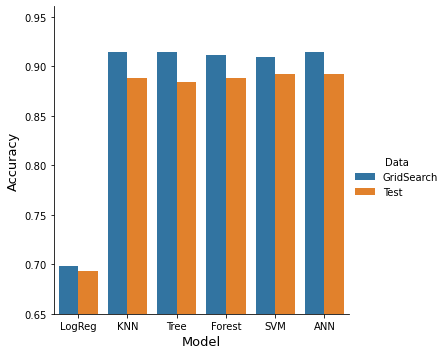 0.95
0.90
0.85
0.80
0.75
0.70
0.65
Accuracy
LogReg KNN Tree Forest SVM ANN
Model
Data
GridSearch
Test